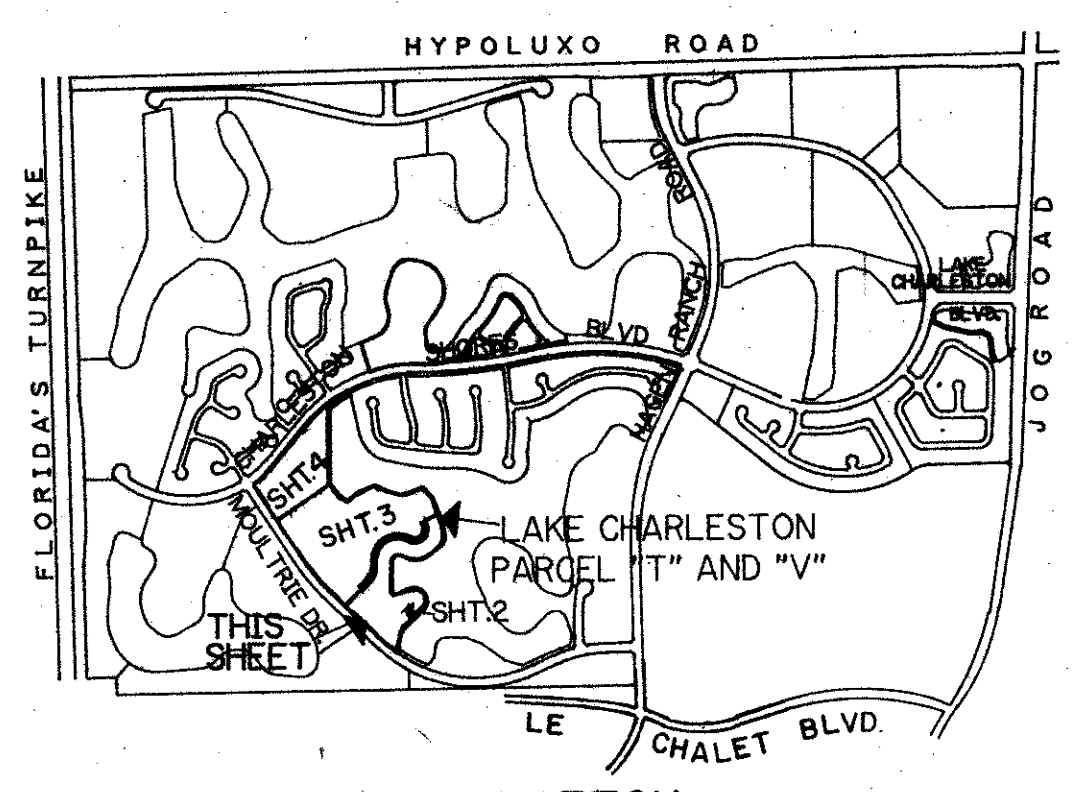 HYPOLUXO ROAD
FLORIDA'S TURNPIKE
ROAD
RANCH
HAGEN
JOG ROAD
LAKE
CHARLESTON
BLVD.
CHARLESTON
SHORES
BLVD
SHT.4
SHT.3
MOULTRIE DR.
LAKE CHARLESTON
PARCEL "T" AND "V"
SHT.2
THIS
SHEET
LE CHALET BLVD.